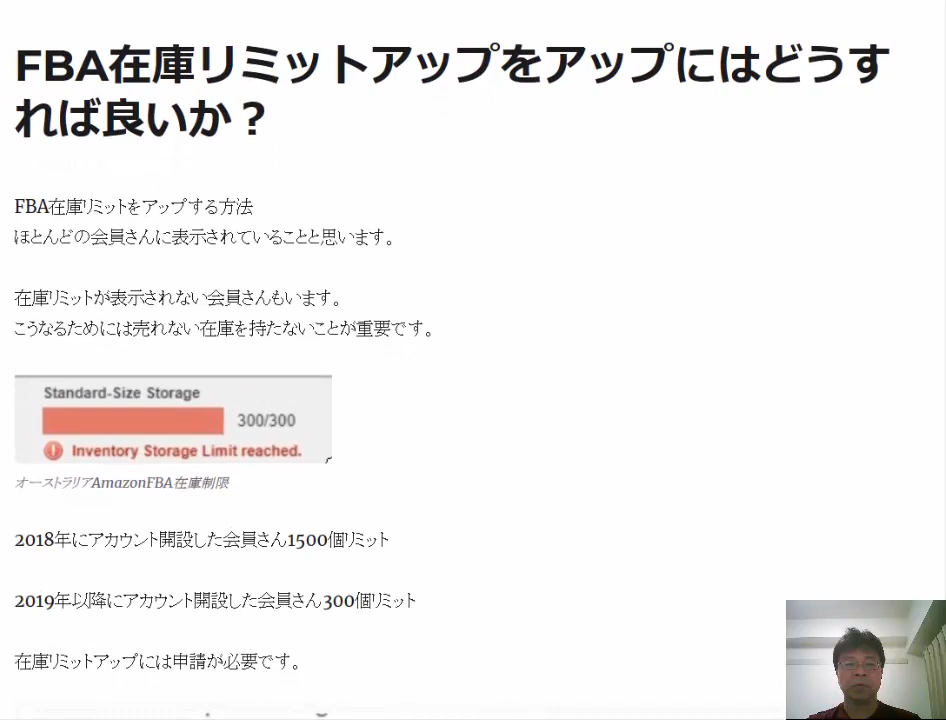 FBA在庫リミットアップをアップにはどうす
れば良いか？
FBA在庫リミットをアップする方法
ほとんどの会員さんに表示されていることと思います。
在庫リミットが表示されない会員さんもいます。
こうなるためには売れない在庫を持たないことが重要です。
Standard-Size Storage
300/300
Inventory Storage Limit reached.
オーストラリアAmazonFBA在庫制限
2018年にアカウント開設した会員さん1500個リミット
2019年以降にアカウント開設した会員さん300個リミット
在庫リミットアップには申請が必要です。